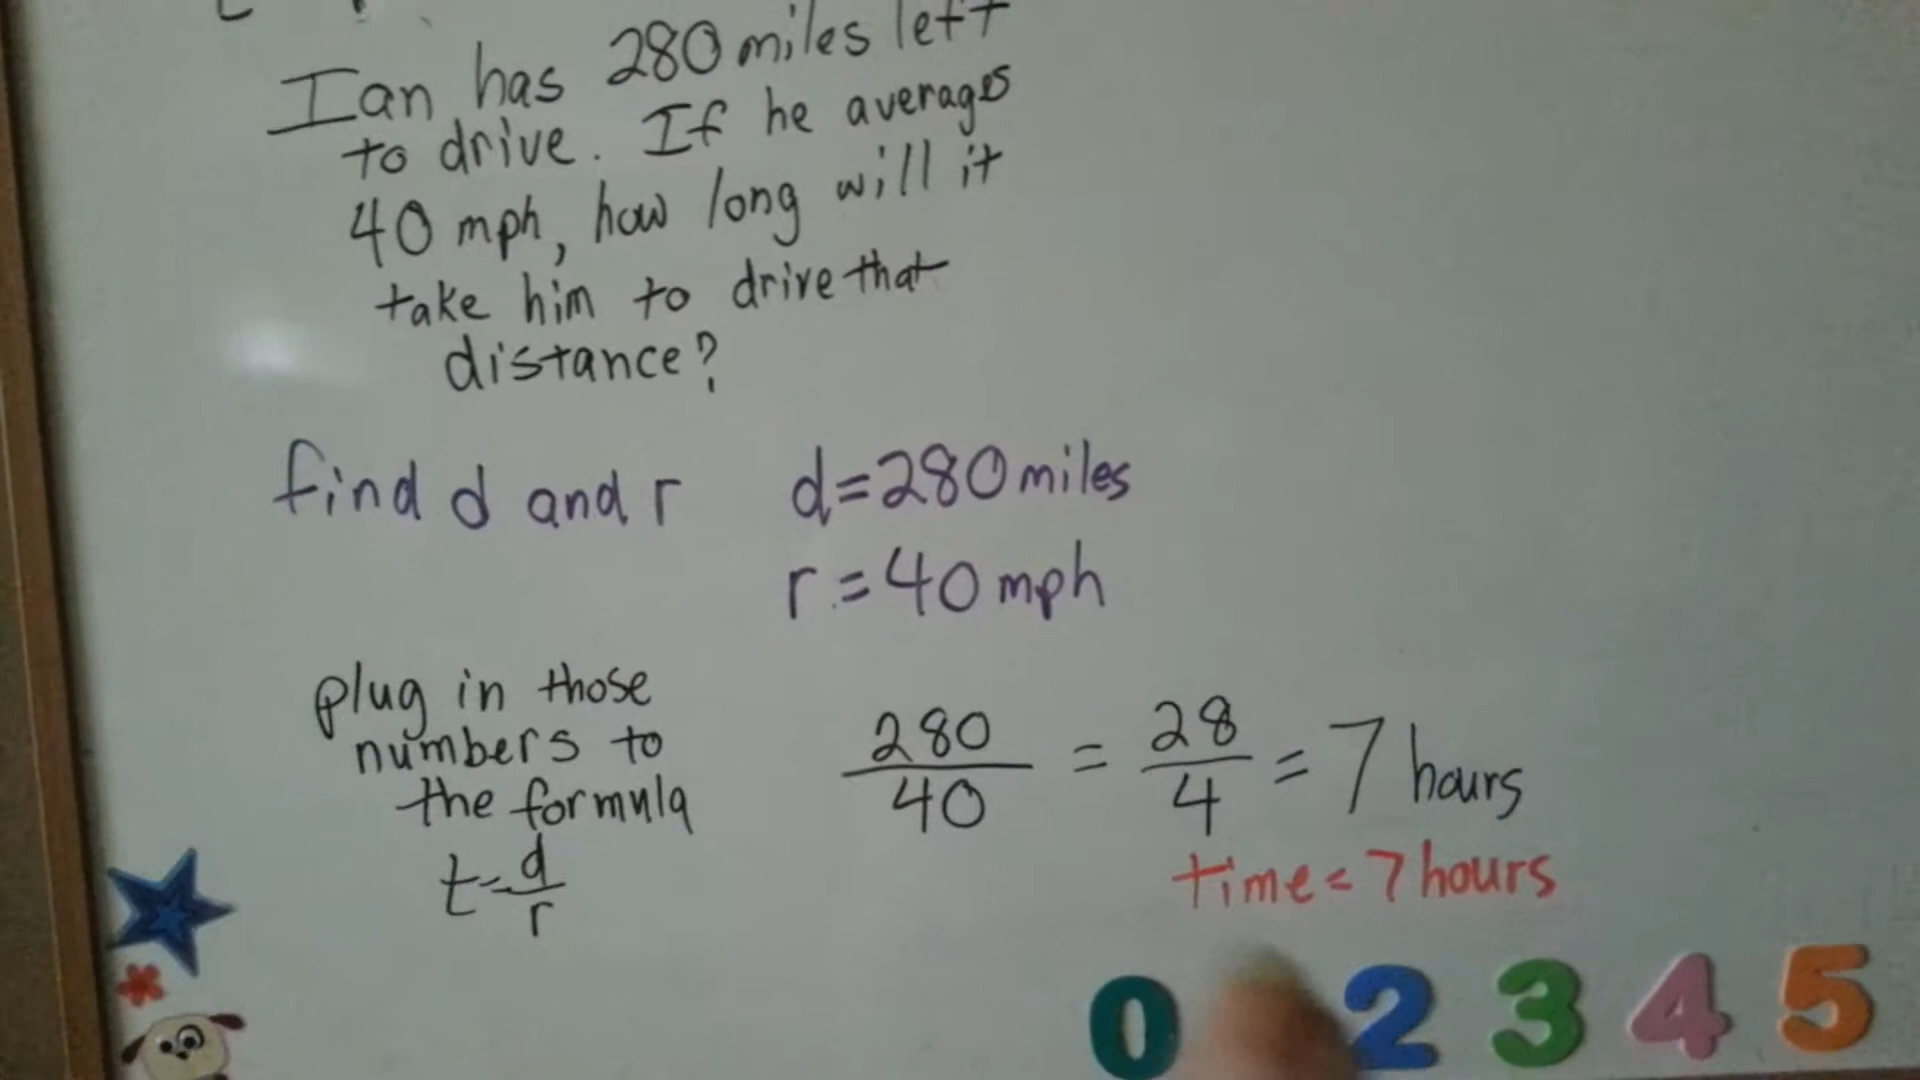 Ian has 280 miles left
to drive. If he averages
40 mph, how long will it
take him to drive that
distance?
find d and r d=280 miles
r=40 mph
plug in those
numbers to
the formula
t=d/r
280/40 = 28/4 = 7 hours
time=7 hours
0 2 3 4 5